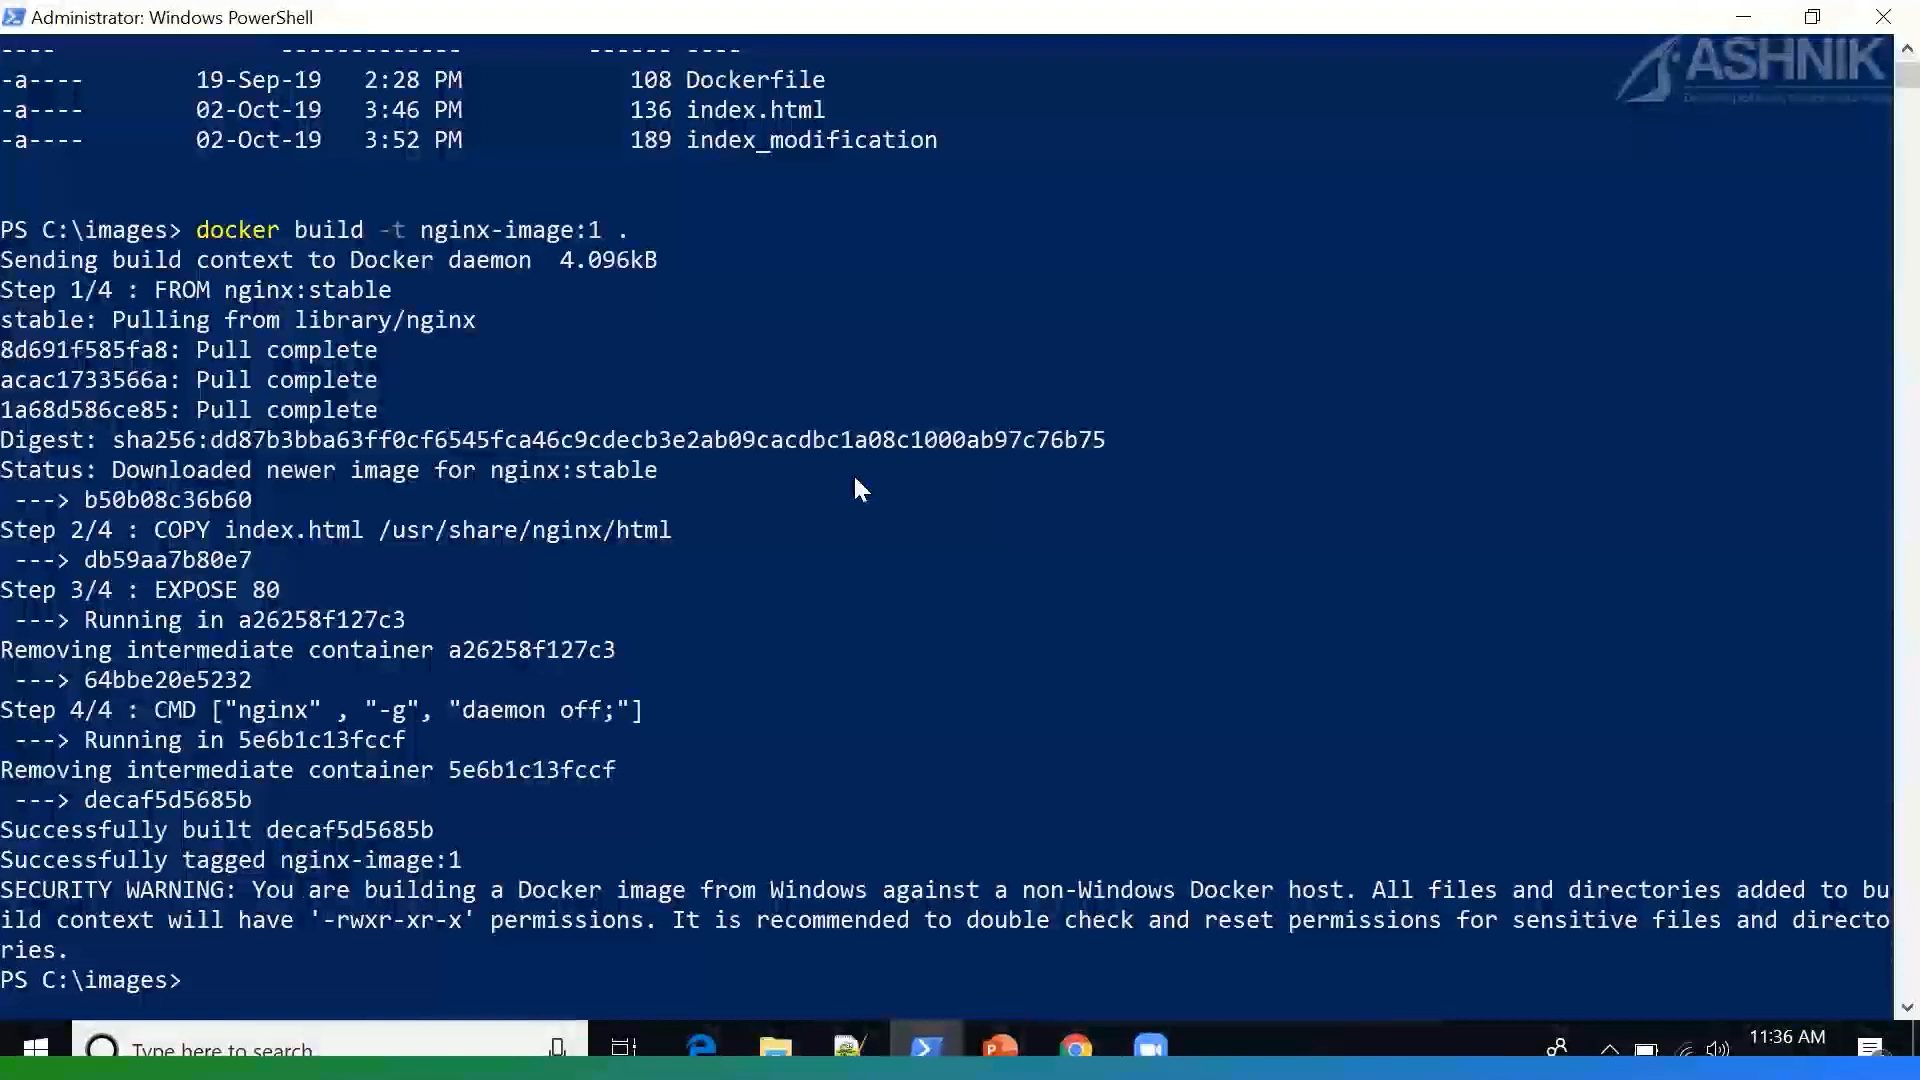 Administrator: Windows PowerShell
ASHNIK
---- ------------- ------ ----
-a---- 19-Sep-19 2:28 PM 108 Dockerfile
-a---- 02-Oct-19 3:46 PM 136 index.html
-a---- 02-Oct-19 3:52 PM 189 index_modification
PS C:\images> docker build -t nginx-image:1 .
Sending build context to Docker daemon 4.096kB
Step 1/4 : FROM nginx:stable
stable: Pulling from library/nginx
8d691f585fa8: Pull complete
acac1733566a: Pull complete
1a68d586ce85: Pull complete
Digest: sha256:dd87b3bba63ff0cf6545fca46c9cdecb3e2ab09cacdbc1a08c1000ab97c76b75
Status: Downloaded newer image for nginx:stable
---> b50b08c36b60
Step 2/4 : COPY index.html /usr/share/nginx/html
---> db59aa7b80e7
Step 3/4 : EXPOSE 80
---> Running in a26258f127c3
Removing intermediate container a26258f127c3
---> 64bbe20e5232
Step 4/4 : CMD ["nginx" , "-g", "daemon off;"]
---> Running in 5e6b1c13fccf
Removing intermediate container 5e6b1c13fccf
---> decaf5d5685b
Successfully built decaf5d5685b
Successfully tagged nginx-image:1
SECURITY WARNING: You are building a Docker image from Windows against a non-Windows Docker host. All files and directories added to bu
ild context will have '-rwxr-xr-x' permissions. It is recommended to double check and reset permissions for sensitive files and directo
ries.
PS C:\images>
Type here to search
11:36 AM